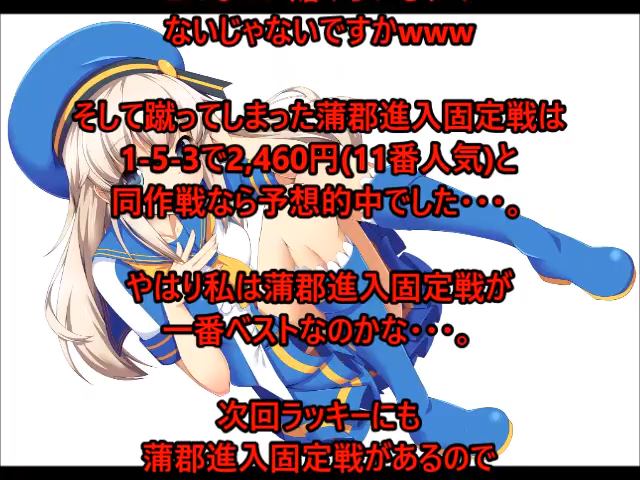 ないじゃないですかwww
そして蹴ってしまった蒲郡進入固定戦は
1-5-3で2,460円(11番人気)と
同作戦なら予想的中でした・・・。
やはり私は蒲郡進入固定戦が
一番ベストなのかな・・・。
次回ラッキーにも
蒲郡進入固定戦があるので